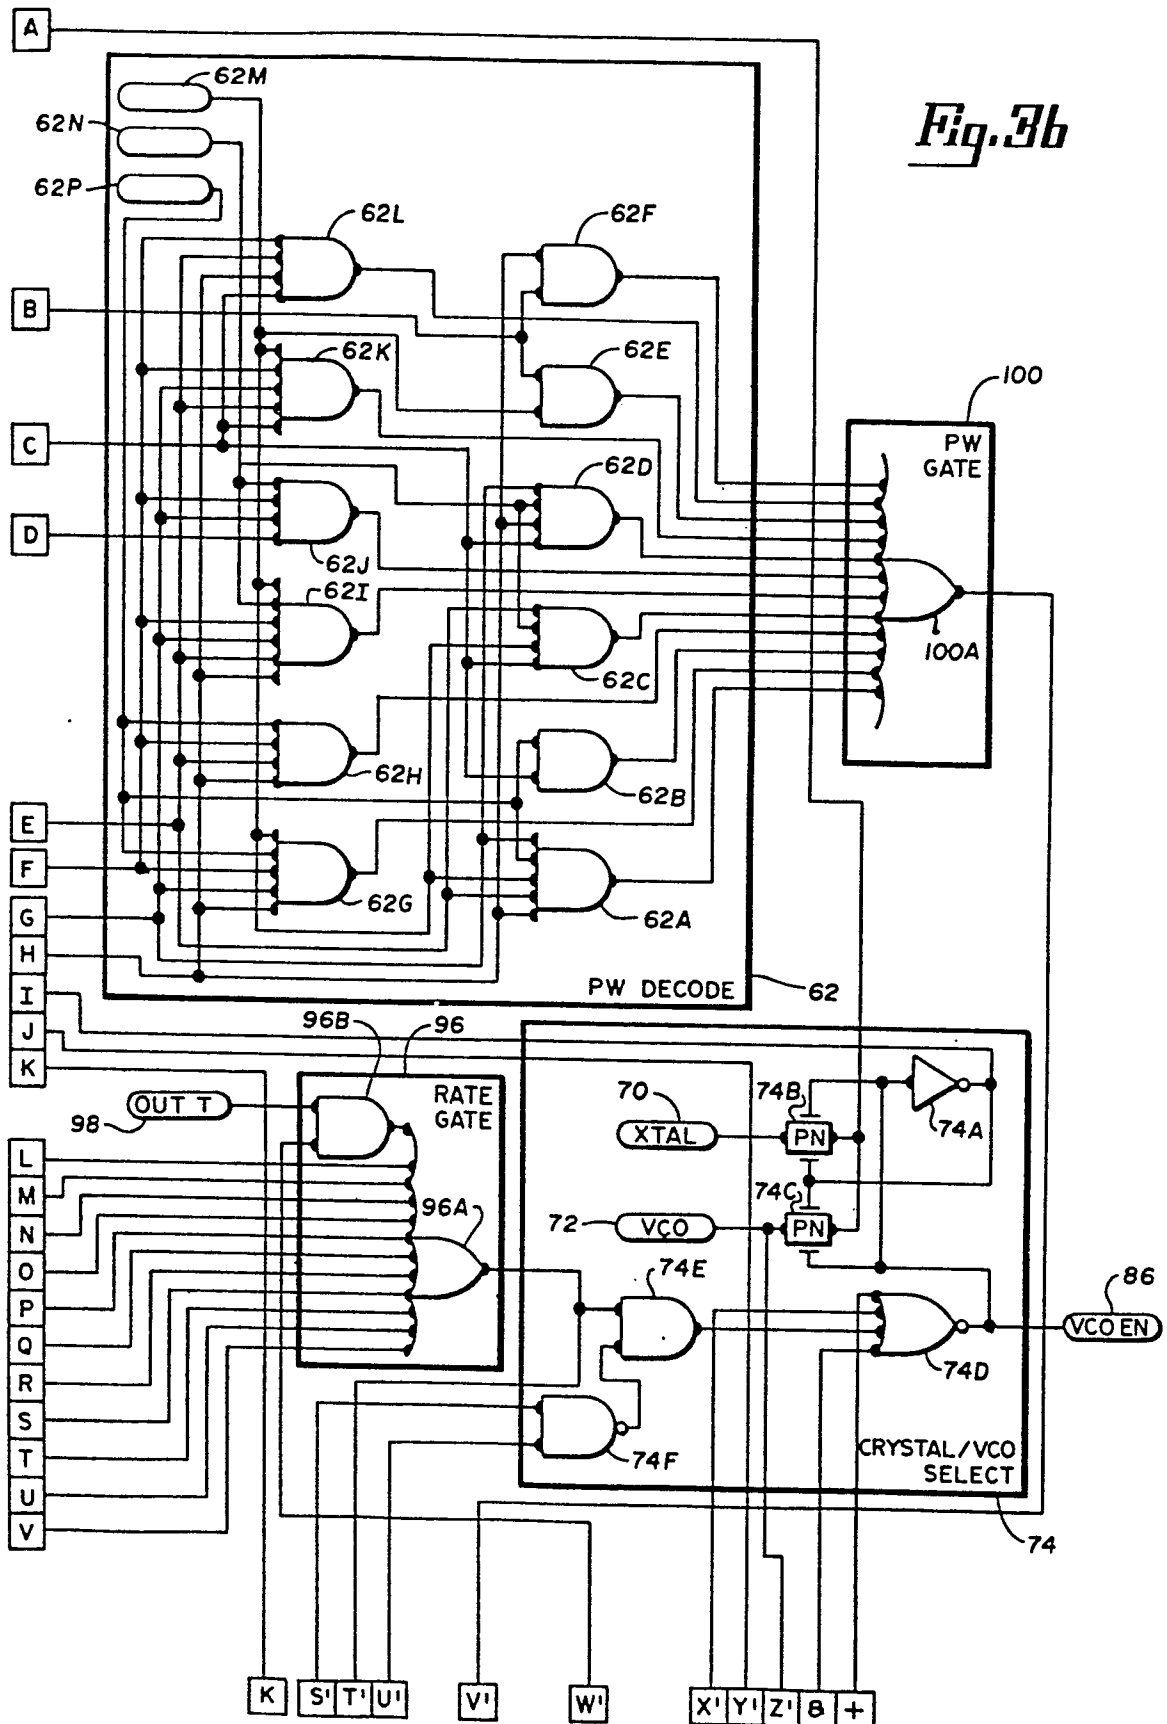 A
62M
Fig. 3b
62N
62P
62L
62F
B
62K
62E
100
PW
GATE
C
62D
D
62J
62I
100A
62C
62H
62B
E
F
62G
62A
G
H
I
PW DECODE
62
J
96B
96
K
RATE
GATE
OUT T
98
70
XTAL
74B
PN
74A
L
M
N
O
P
Q
R
S
T
U
V
96A
74C
72
VCO
PN
74E
86
VCO EN
74D
74F
CRYSTAL/VCO
SELECT
74
K
S'
T'
U'
V'
W'
X'
Y'
Z'
&
+